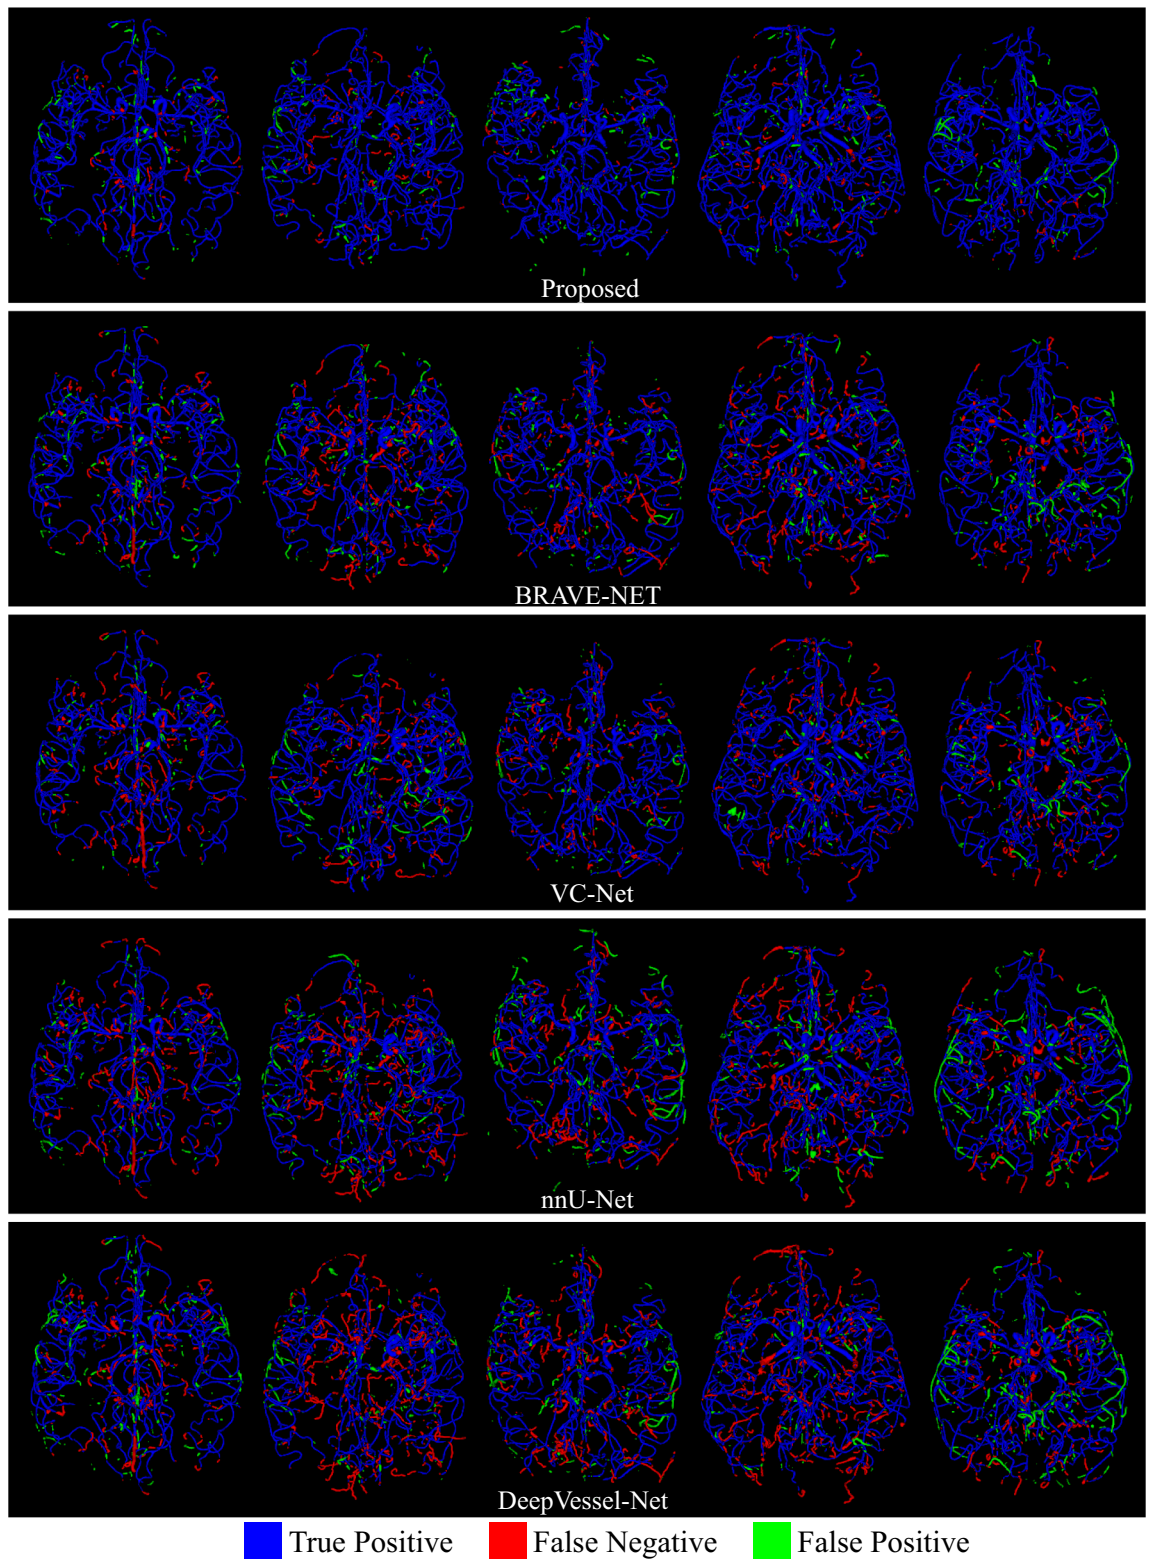 Proposed
BRAVE-NET
VC-Net
nnU-Net
DeepVessel-Net
True Positive
False Negative
False Positive